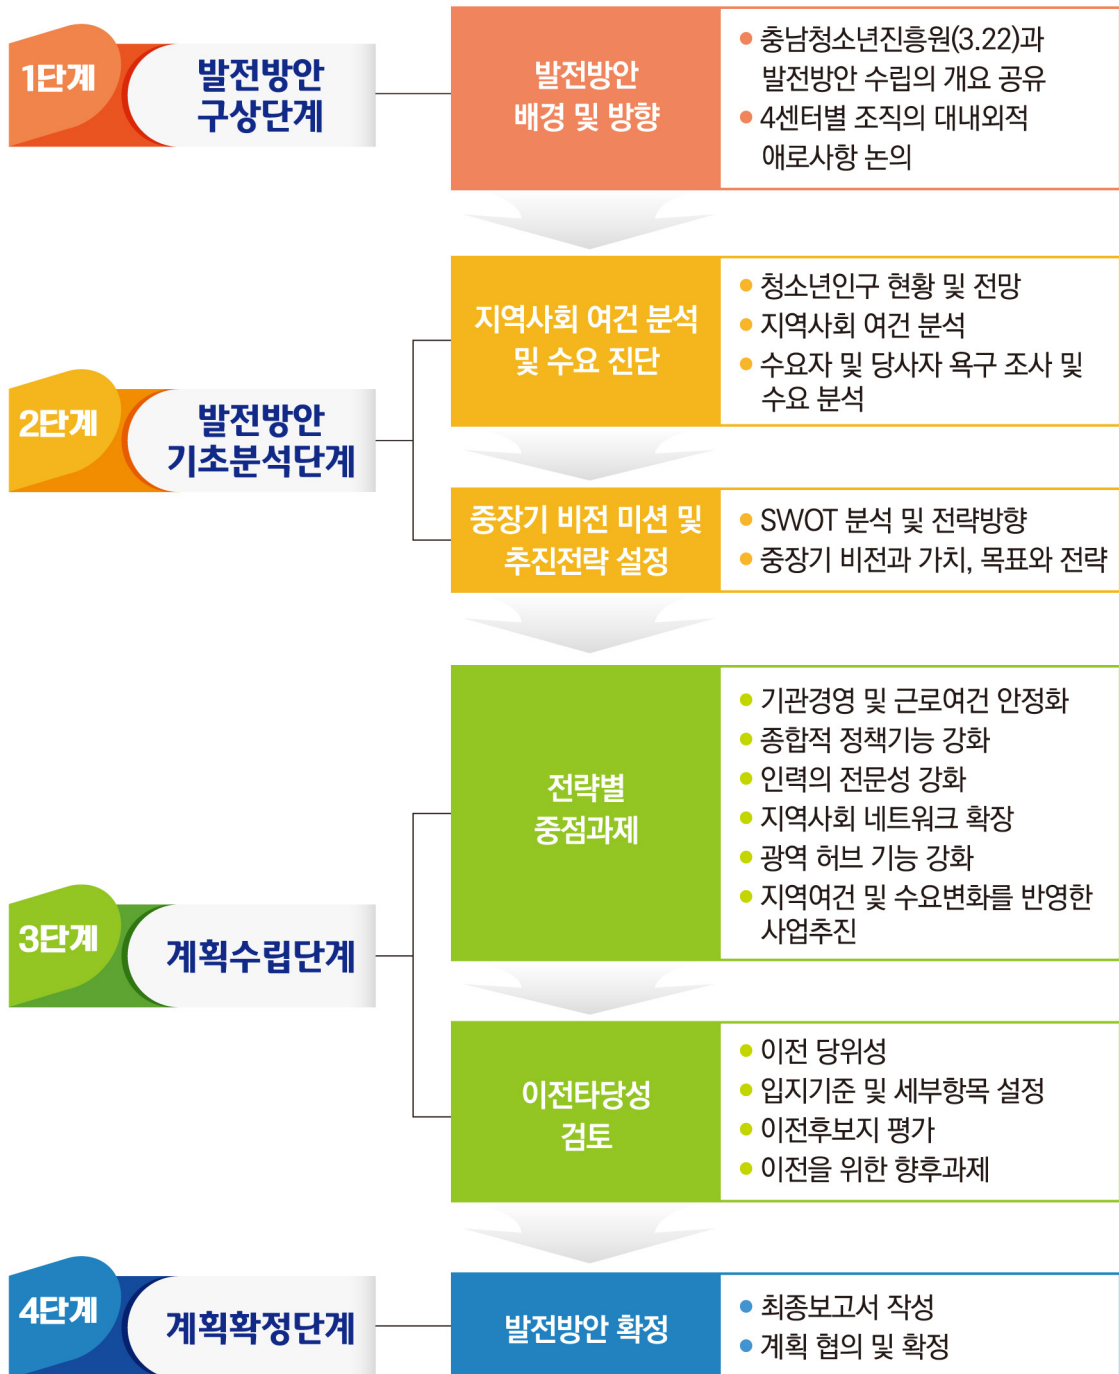 1단계
발전방안
구상단계
발전방안
배경 및 방향
충남청소년진흥원(3.22)과
발전방안 수립의 개요 공유
4센터별 조직의 대내외적
애로사항 논의
2단계
발전방안
기초분석단계
지역사회 여건 분석
및 수요 진단
청소년인구 현황 및 전망
지역사회 여건 분석
수요자 및 당사자 욕구 조사 및
수요 분석
중장기 비전 미션 및
추진전략 설정
SWOT 분석 및 전략방향
중장기 비전과 가치, 목표와 전략
3단계
계획수립단계
전략별
중점과제
기관경영 및 근로여건 안정화
종합적 정책기능 강화
인력의 전문성 강화
지역사회 네트워크 확장
광역 허브 기능 강화
지역여건 및 수요변화를 반영한
사업추진
이전타당성
검토
이전 당위성
입지기준 및 세부항목 설정
이전후보지 평가
이전을 위한 향후과제
4단계
계획확정단계
발전방안 확정
최종보고서 작성
계획 협의 및 확정